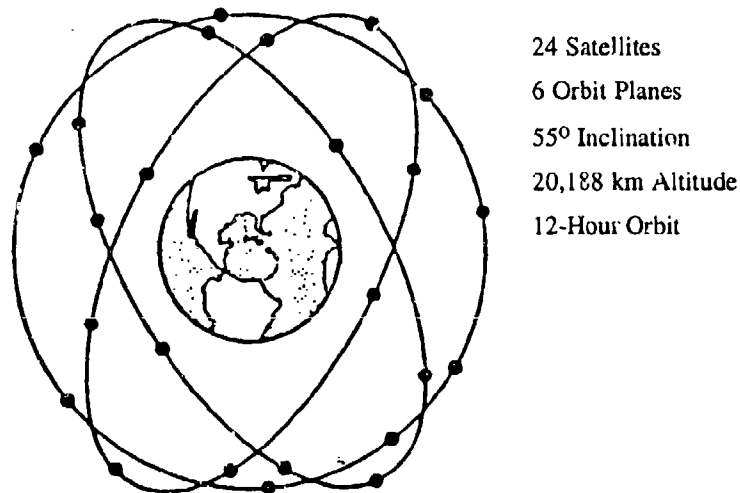 24 Satellites
6 Orbit Planes
55° Inclination
20,188 km Altitude
12-Hour Orbit